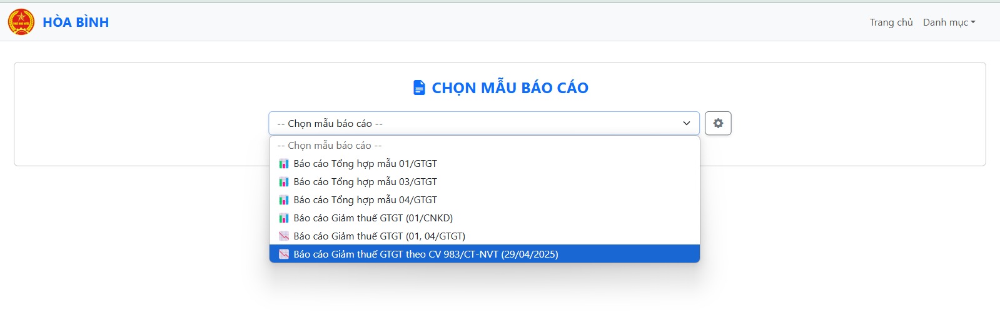 HÒA BÌNH
Trang chủ Danh mục
CHỌN MẪU BÁO CÁO
-- Chọn mẫu báo cáo --
-- Chọn mẫu báo cáo --
Báo cáo Tổng hợp mẫu 01/GTGT
Báo cáo Tổng hợp mẫu 03/GTGT
Báo cáo Tổng hợp mẫu 04/GTGT
Báo cáo Giảm thuế GTGT (01/CNKD)
Báo cáo Giảm thuế GTGT (01, 04/GTGT)
Báo cáo Giảm thuế GTGT theo CV 983/CT-NVT (29/04/2025)